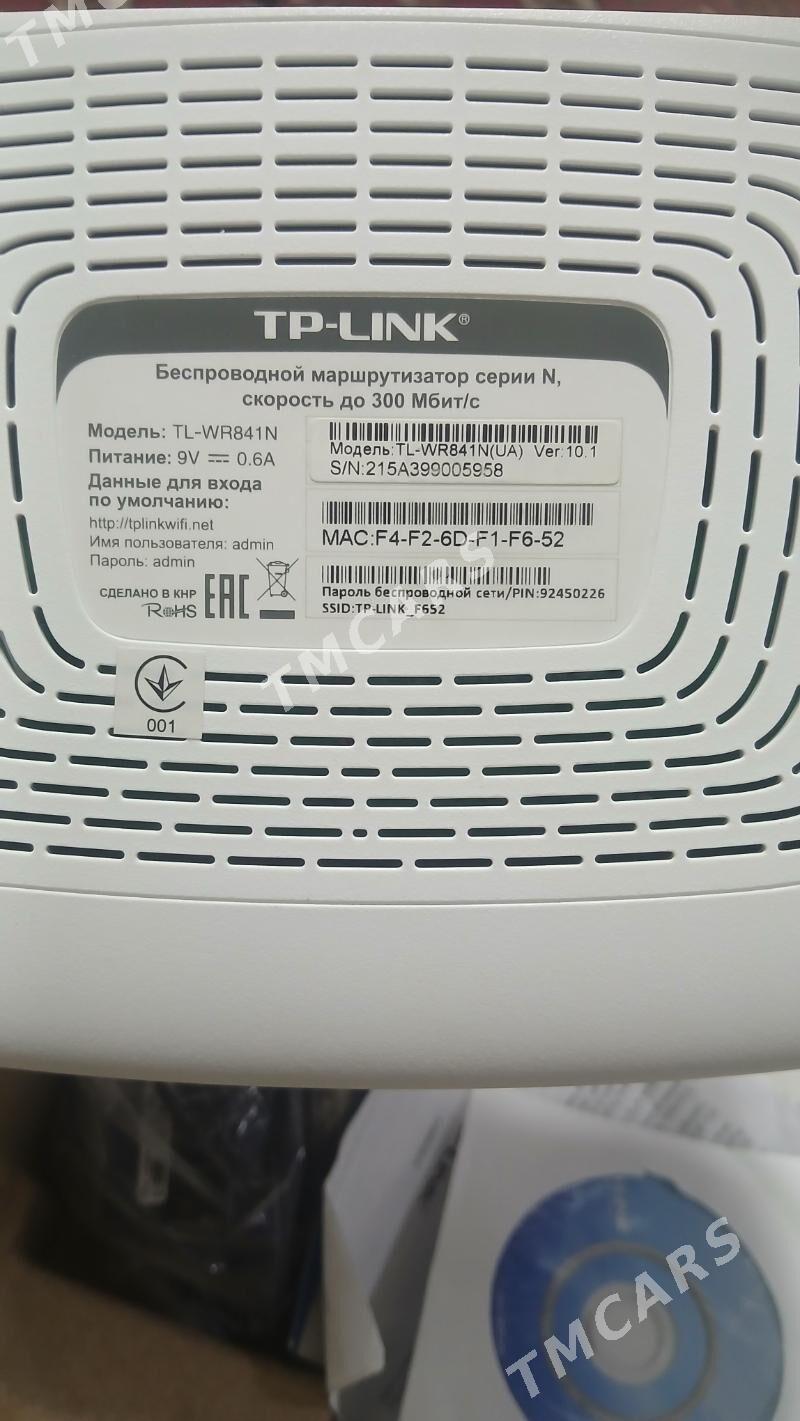 TMCARS
TP-LINK®
Беспроводной маршрутизатор серии N,
скорость до 300 Мбит/с
Модель: TL-WR841N
Питание: 9V ⎓ 0.6A
Данные для входа
по умолчанию:
http://tplinkwifi.net
Имя пользователя: admin
Пароль: admin
СДЕЛАНО В КНР
RoHS
EAC
Модель:TL-WR841N(UA) Ver:10.1
S/N:215A399005958
MAC:F4-F2-6D-F1-F6-52
Пароль беспроводной сети/PIN:92450226
SSID:TP-LINK_F652
TMCARS
001
TMCARS